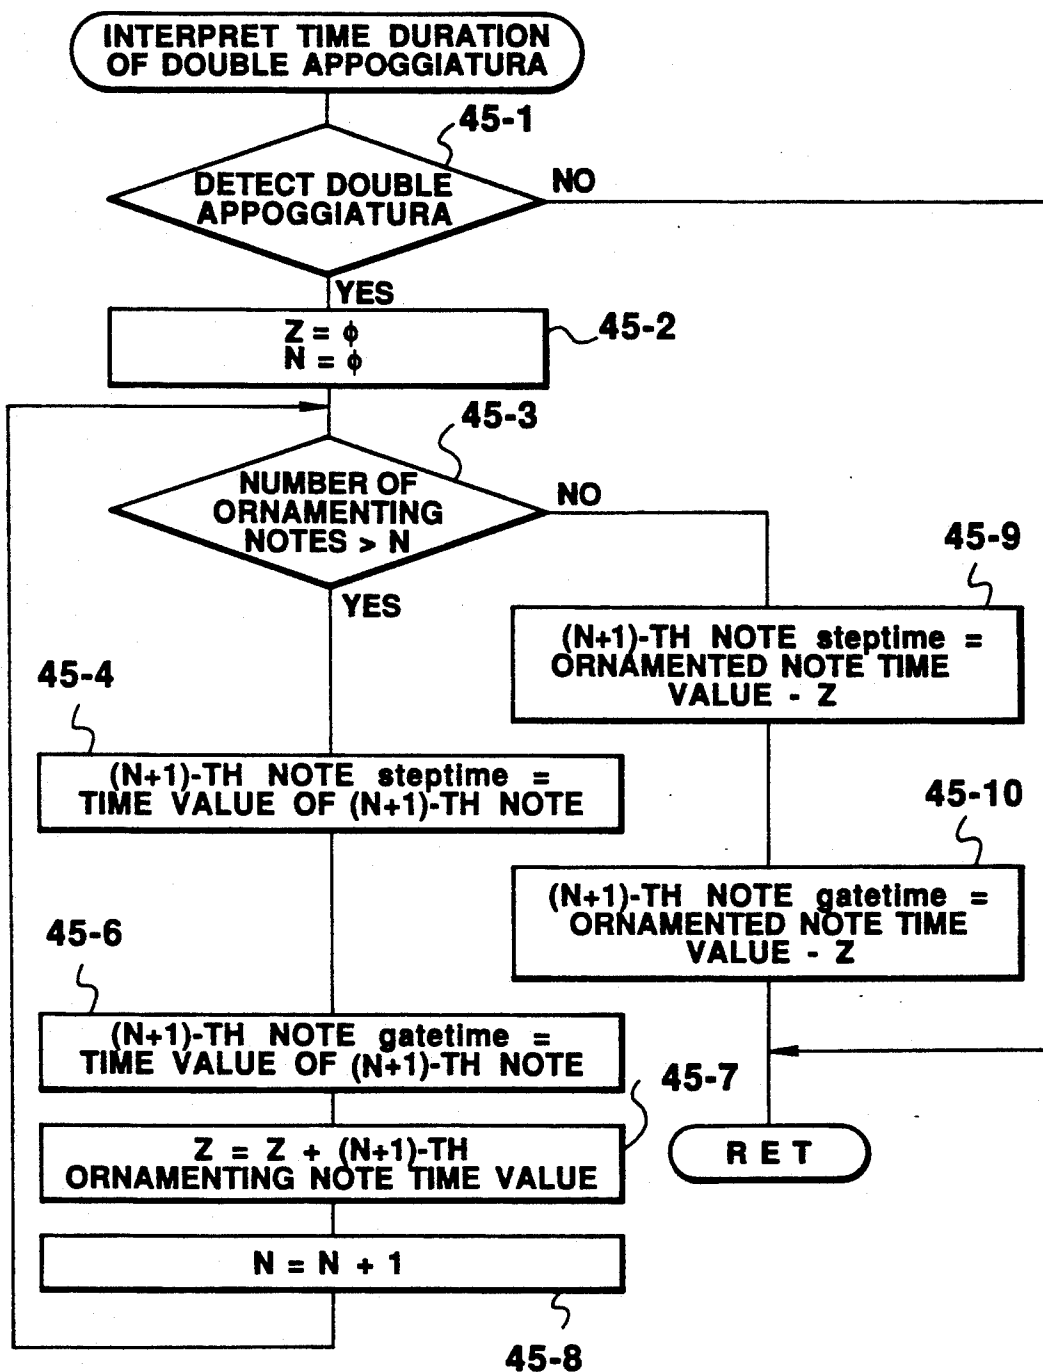 INTERPRET TIME DURATION
OF DOUBLE APPOGGIATURA
45-1
DETECT DOUBLE
APPOGGIATURA
NO
YES
Z = ϕ
N = ϕ
45-2
45-3
NUMBER OF
ORNAMENTING
NOTES > N
NO
YES
45-9
(N+1)-TH NOTE steptime =
ORNAMENTED NOTE TIME
VALUE - Z
45-4
(N+1)-TH NOTE steptime =
TIME VALUE OF (N+1)-TH NOTE
45-10
(N+1)-TH NOTE gatetime =
ORNAMENTED NOTE TIME
VALUE - Z
45-6
(N+1)-TH NOTE gatetime =
TIME VALUE OF (N+1)-TH NOTE
45-7
Z = Z + (N+1)-TH
ORNAMENTING NOTE TIME VALUE
RET
N = N + 1
45-8